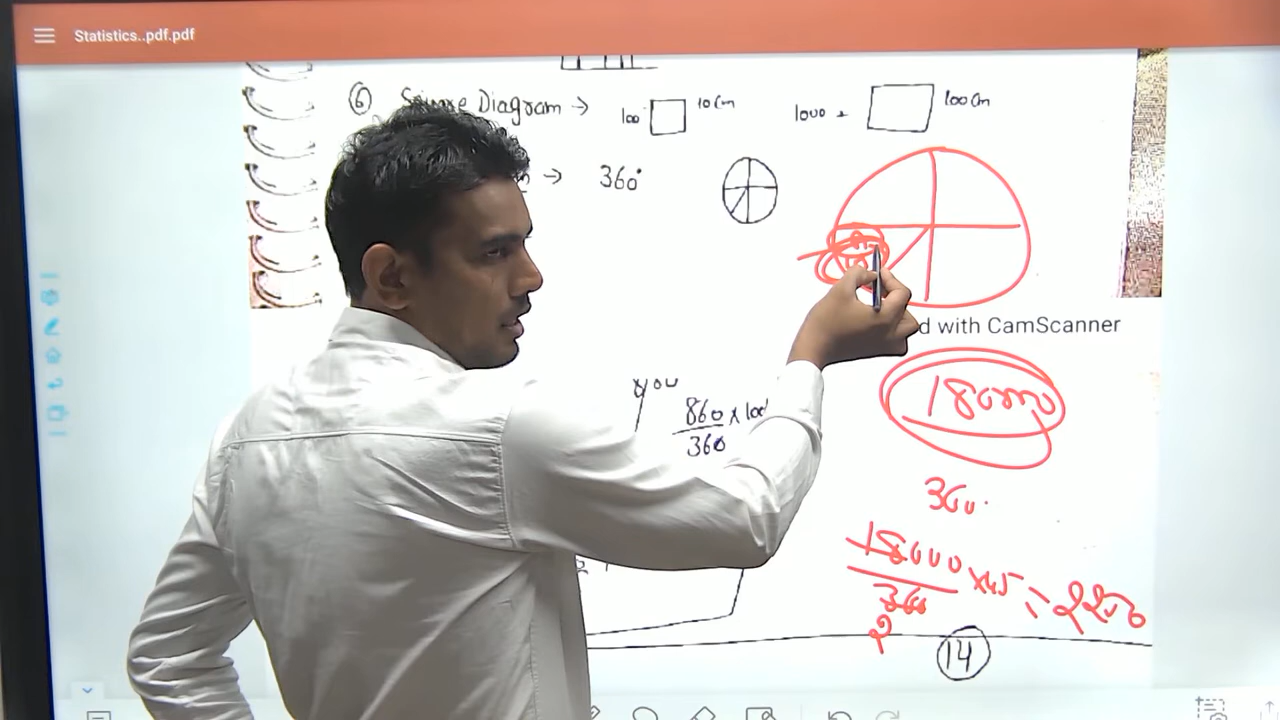 Statistics..pdf.pdf
⑥ Square Diagram → 100 10 Cm 1000 100 Cm
→ 360°
d with CamScanner
18000
860 × 100
360
360
18000
360 × 45 = 2250
2
14